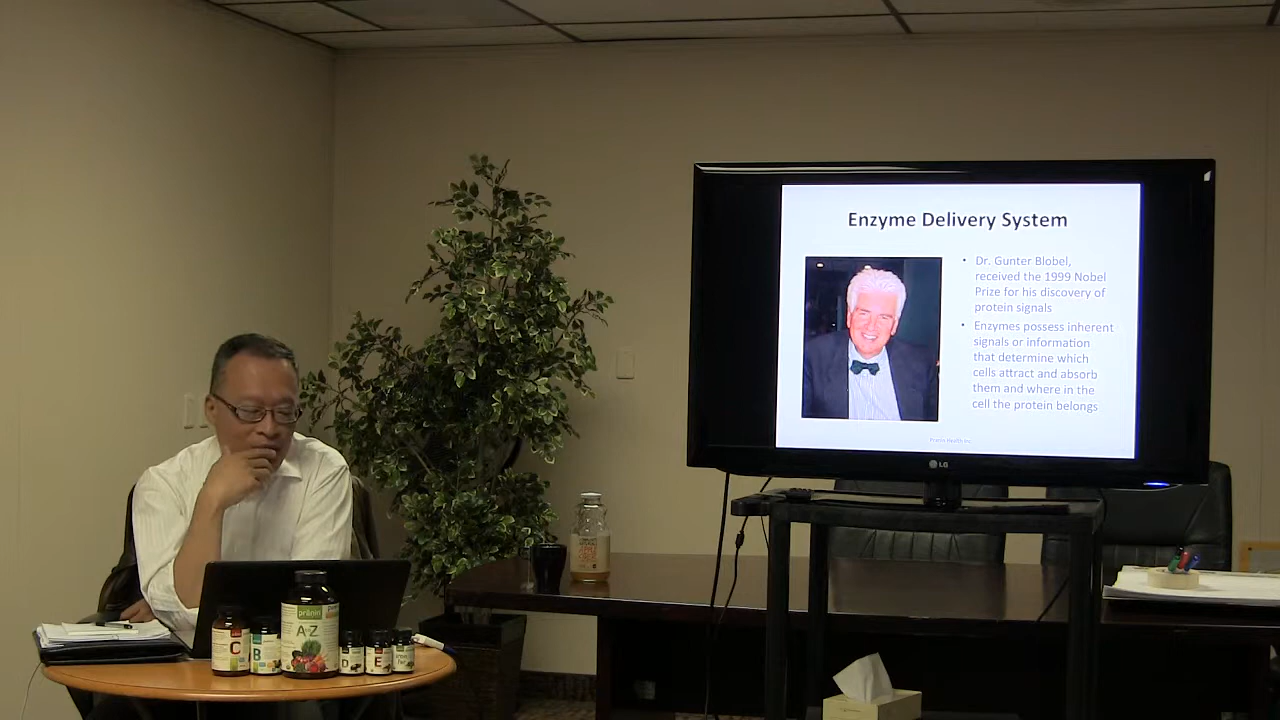 Enzyme Delivery System
• Dr. Gunter Blobel,
received the 1999 Nobel
Prize for his discovery of
protein signals
• Enzymes possess inherent
signals or information
that determine which
cells attract and absorb
them and where in the
cell the protein belongs
LG
pranin
A-Z
C
B
D
E